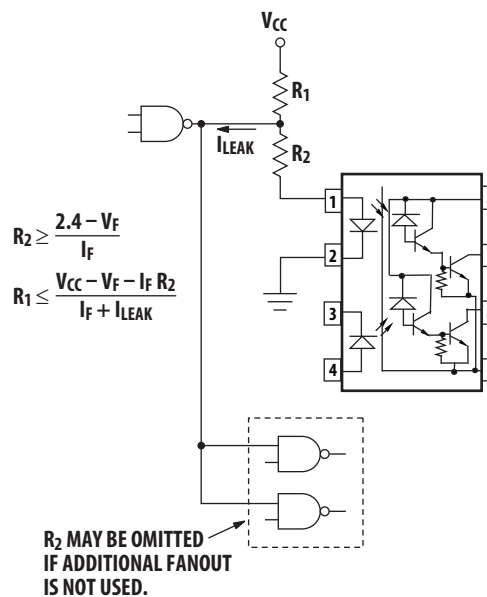 VCC
R1
ILEAK
R2
1
2
3
4
R2 ≥ 2.4 – VF / IF
R1 ≤ VCC – VF – IF R2 / IF + ILEAK
R2 MAY BE OMITTED
IF ADDITIONAL FANOUT
IS NOT USED.